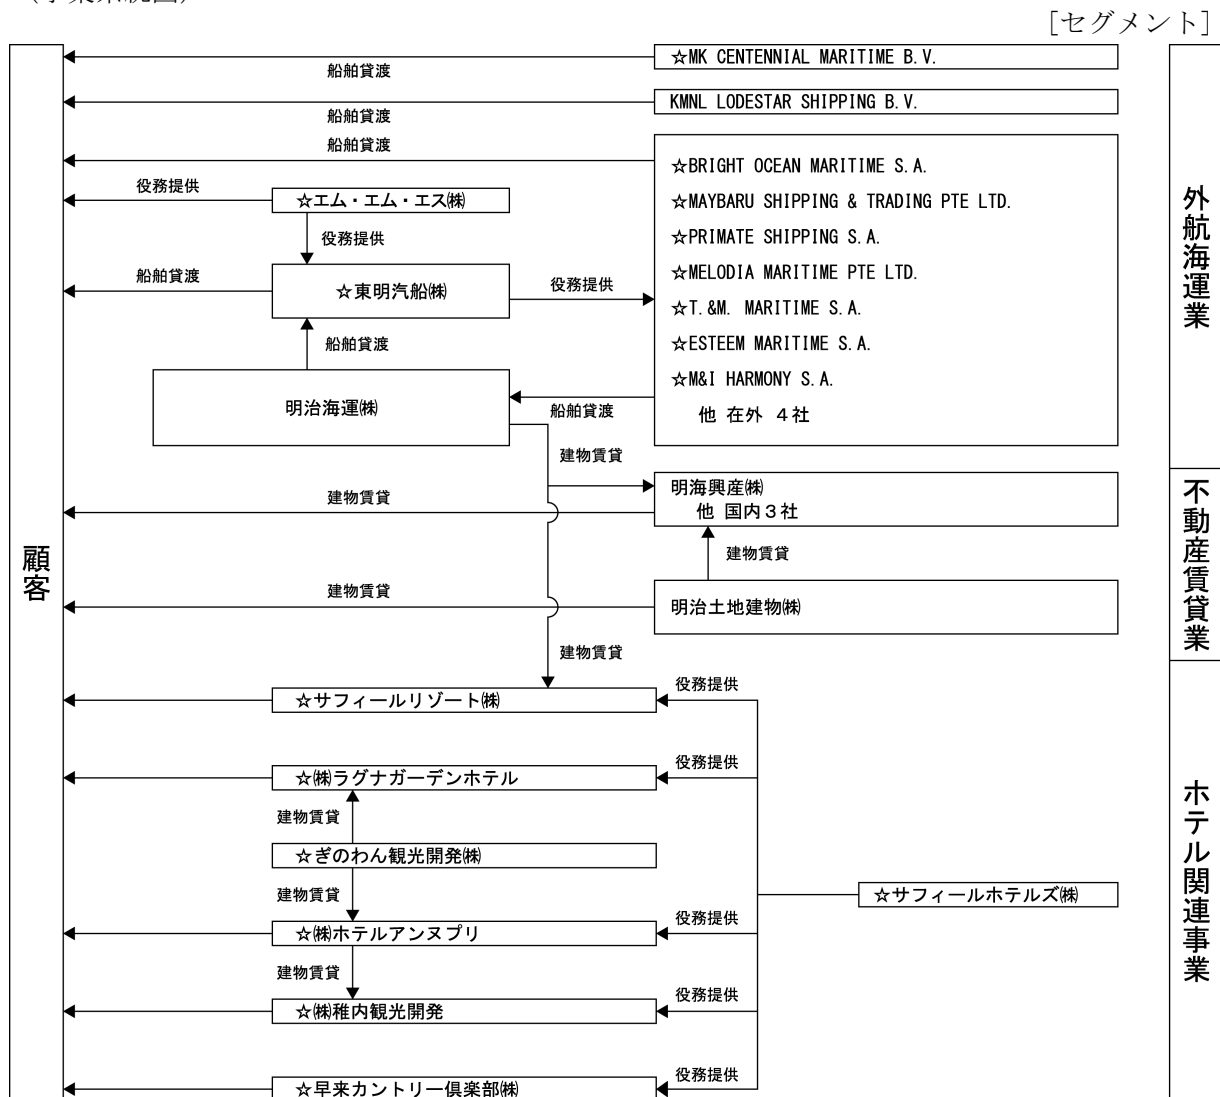 (事業系統図)
[セグメント]
☆MK CENTENNIAL MARITIME B.V.
船舶貸渡
KMNL LODESTAR SHIPPING B.V.
船舶貸渡
船舶貸渡
☆BRIGHT OCEAN MARITIME S.A.
☆MAYBARU SHIPPING & TRADING PTE LTD.
☆PRIMATE SHIPPING S.A.
☆MELODIA MARITIME PTE LTD.
☆T.&M. MARITIME S.A.
☆ESTEEM MARITIME S.A.
☆M&I HARMONY S.A.
他 在外 4社
役務提供
☆エム・エム・エス㈱
役務提供
船舶貸渡
☆東明汽船㈱
役務提供
船舶貸渡
明治海運㈱
船舶貸渡
外航海運業
建物賃貸
明海興産㈱
他 国内3社
建物賃貸
建物賃貸
建物賃貸
明治土地建物㈱
不動産賃貸業
顧客
建物賃貸
役務提供
☆サフィールリゾート㈱
役務提供
☆㈱ラグナガーデンホテル
建物賃貸
☆ぎのわん観光開発㈱
建物賃貸
☆サフィールホテルズ㈱
役務提供
☆㈱ホテルアンヌプリ
建物賃貸
役務提供
☆㈱稚内観光開発
役務提供
☆早来カントリー倶楽部㈱
ホテル関連事業